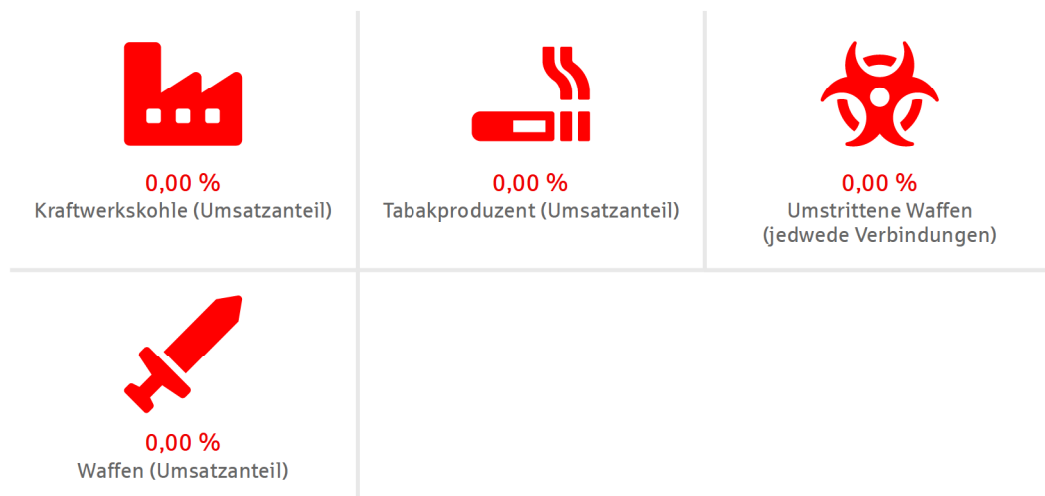 0,00 %
Kraftwerkskohle (Umsatzanteil)
0,00 %
Tabakproduzent (Umsatzanteil)
0,00 %
Umstrittene Waffen
(jedwede Verbindungen)
0,00 %
Waffen (Umsatzanteil)